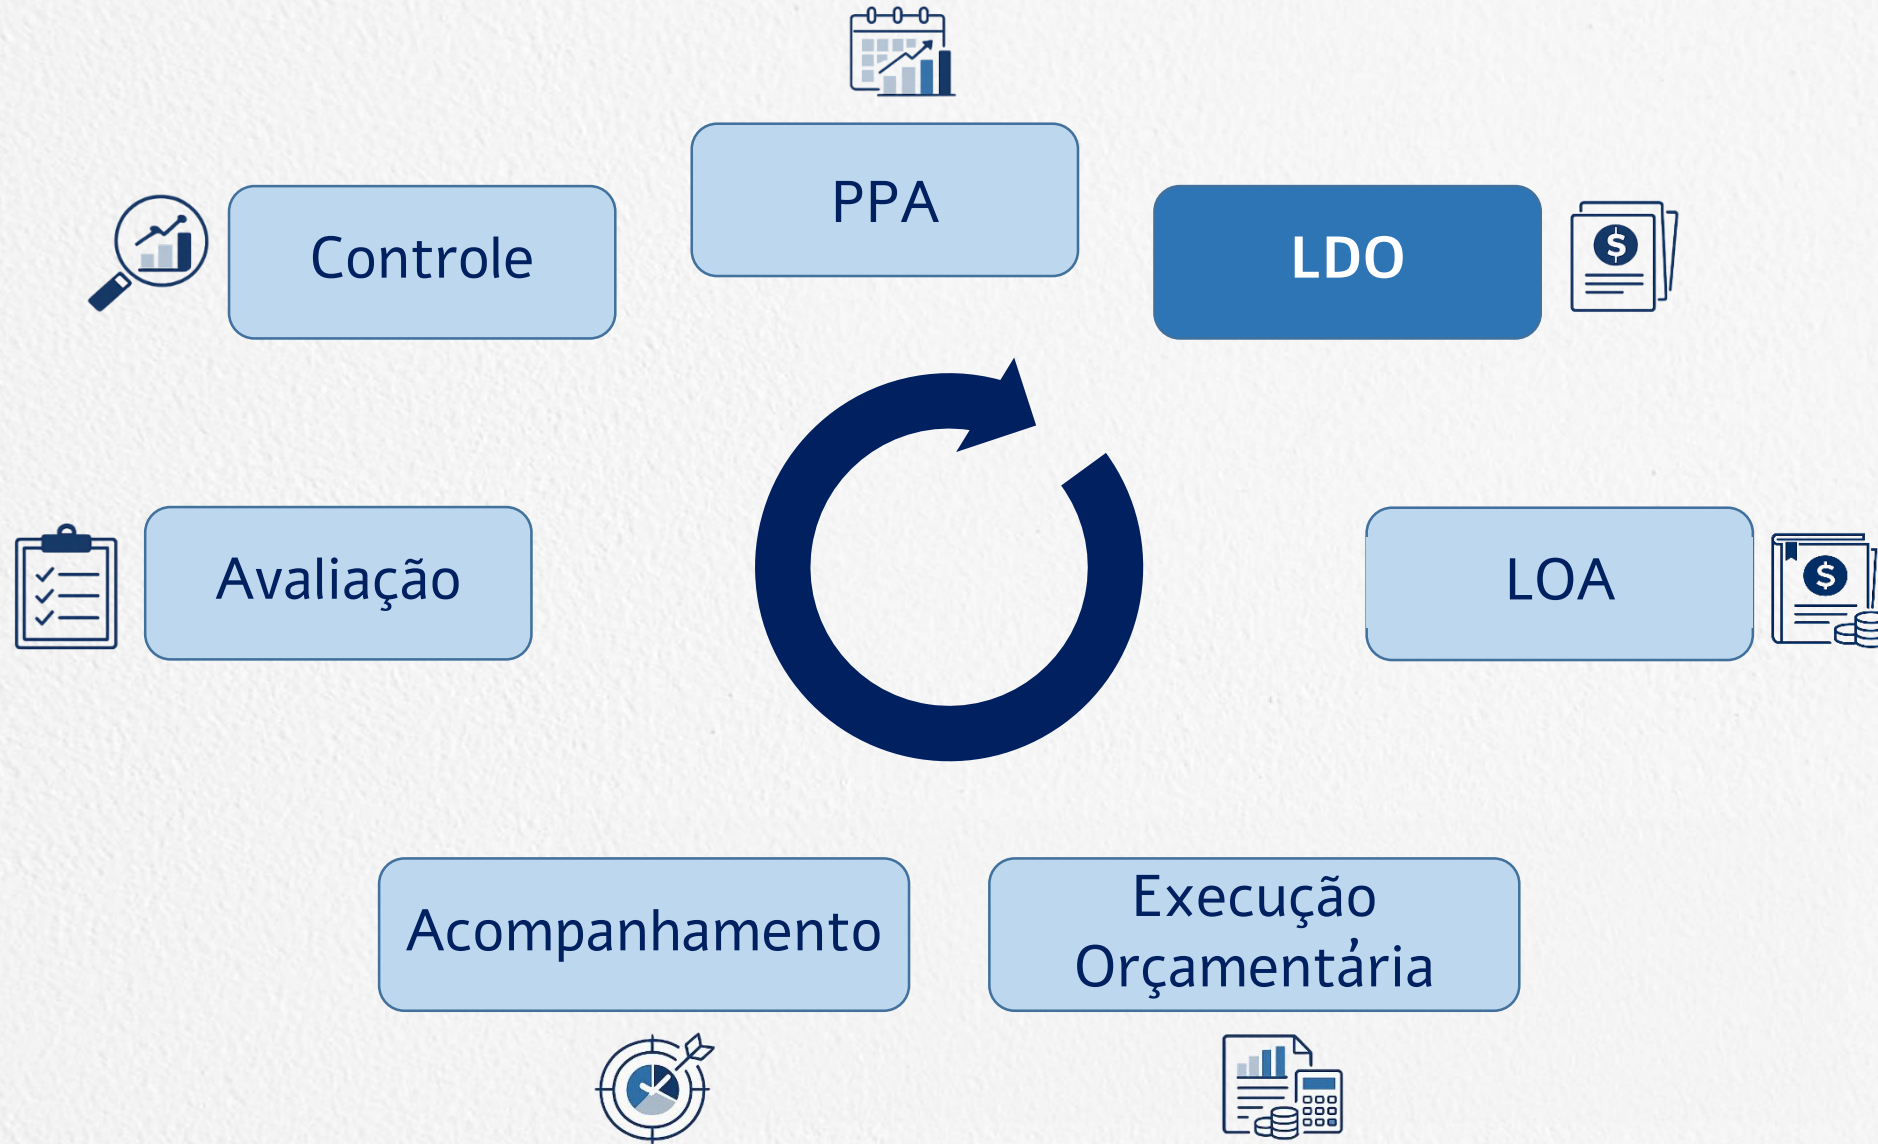 PPA
Controle
LDO
Avaliação
LOA
Acompanhamento
Execução
Orçamentária